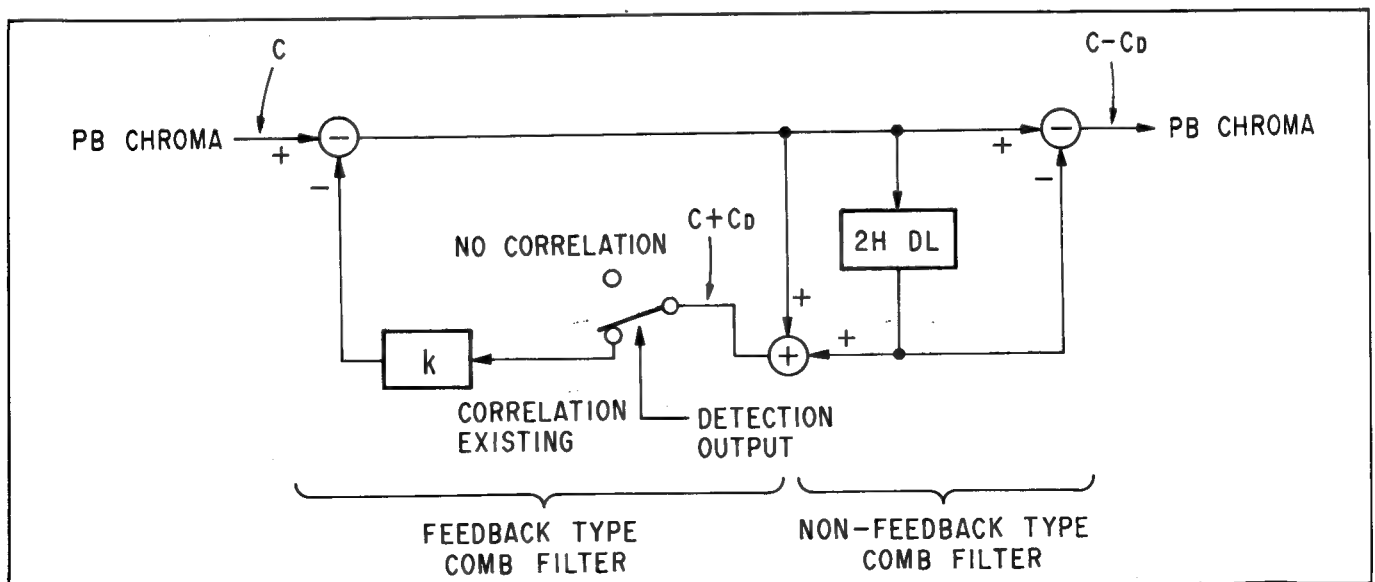 C
C-CD
PB CHROMA
+
-
-
+
-
-
PB CHROMA
C+CD
2H DL
NO CORRELATION
+
+
+
k
CORRELATION
EXISTING
DETECTION
OUTPUT
FEEDBACK TYPE
COMB FILTER
NON-FEEDBACK TYPE
COMB FILTER